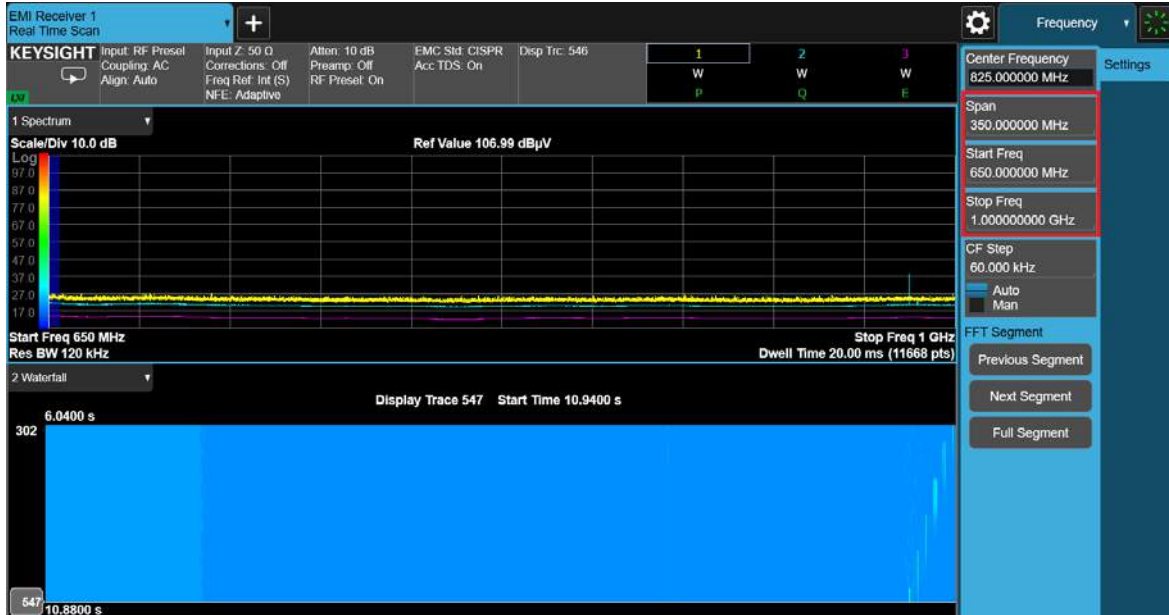 EMI Receiver 1
Real Time Scan
Frequency
KEYSIGHT
Input: RF Presel
Coupling: AC
Align: Auto
Input Z: 50 Ω
Corrections: Off
Freq Ref: Int (S)
NFE: Adaptive
Atten: 10 dB
Preamp: Off
RF Presel: On
EMC Std: CISPR
Acc TDS: On
Disp Trc: 546
1 2 3
W W W
P Q E
1 Spectrum
Scale/Div 10.0 dB
Ref Value 106.99 dBµV
Log
97.0
87.0
77.0
67.0
57.0
47.0
37.0
27.0
17.0
Start Freq 650 MHz
Stop Freq 1 GHz
Res BW 120 kHz
Dwell Time 20.00 ms (11668 pts)
2 Waterfall
Display Trace 547 Start Time 10.9400 s
6.0400 s
302
547
10.8800 s
Center Frequency
825.000000 MHz
Span
350.000000 MHz
Start Freq
650.000000 MHz
Stop Freq
1.000000000 GHz
CF Step
60.000 kHz
Auto
Man
FFT Segment
Previous Segment
Next Segment
Full Segment
Settings